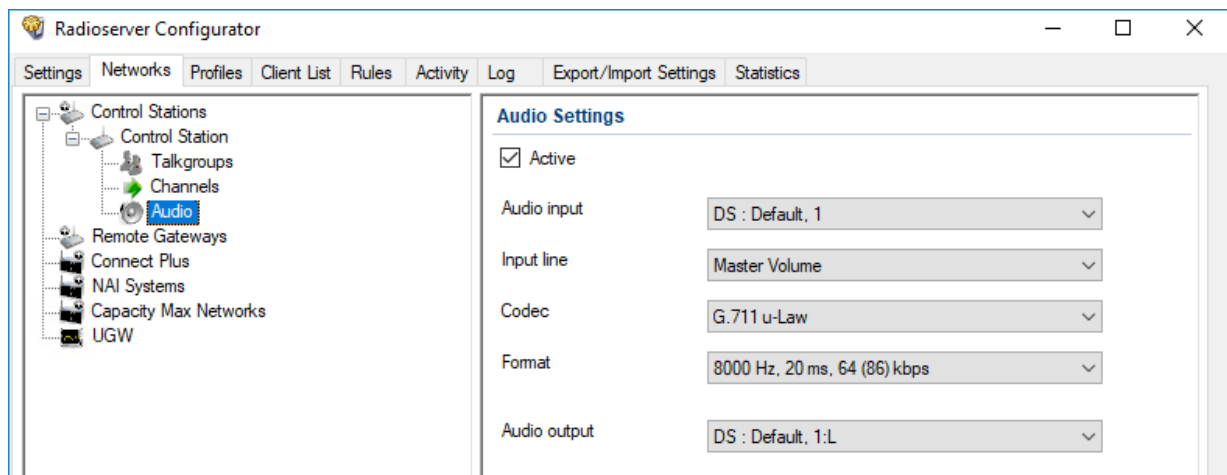 Radioserver Configurator
Settings Networks Profiles Client List Rules Activity Log Export/Import Settings Statistics
Control Stations
Control Station
Talkgroups
Channels
Audio
Remote Gateways
Connect Plus
NAI Systems
Capacity Max Networks
UGW
Audio Settings
Active
Audio input DS : Default, 1
Input line Master Volume
Codec G.711 u-Law
Format 8000 Hz, 20 ms, 64 (86) kbps
Audio output DS : Default, 1:L